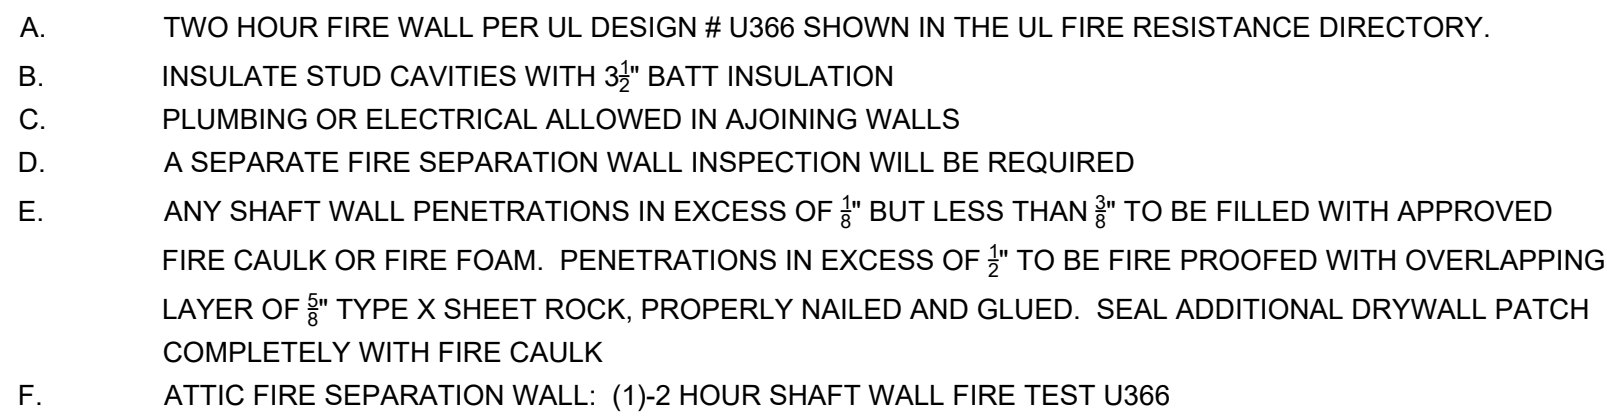 A. TWO HOUR FIRE WALL PER UL DESIGN # U366 SHOWN IN THE UL FIRE RESISTANCE DIRECTORY.
B. INSULATE STUD CAVITIES WITH 3½" BATT INSULATION
C. PLUMBING OR ELECTRICAL ALLOWED IN AJOINING WALLS
D. A SEPARATE FIRE SEPARATION WALL INSPECTION WILL BE REQUIRED
E. ANY SHAFT WALL PENETRATIONS IN EXCESS OF ⅛" BUT LESS THAN ⅜" TO BE FILLED WITH APPROVED
FIRE CAULK OR FIRE FOAM. PENETRATIONS IN EXCESS OF ½" TO BE FIRE PROOFED WITH OVERLAPPING
LAYER OF ⅝" TYPE X SHEET ROCK, PROPERLY NAILED AND GLUED. SEAL ADDITIONAL DRYWALL PATCH
COMPLETELY WITH FIRE CAULK
F. ATTIC FIRE SEPARATION WALL: (1)-2 HOUR SHAFT WALL FIRE TEST U366